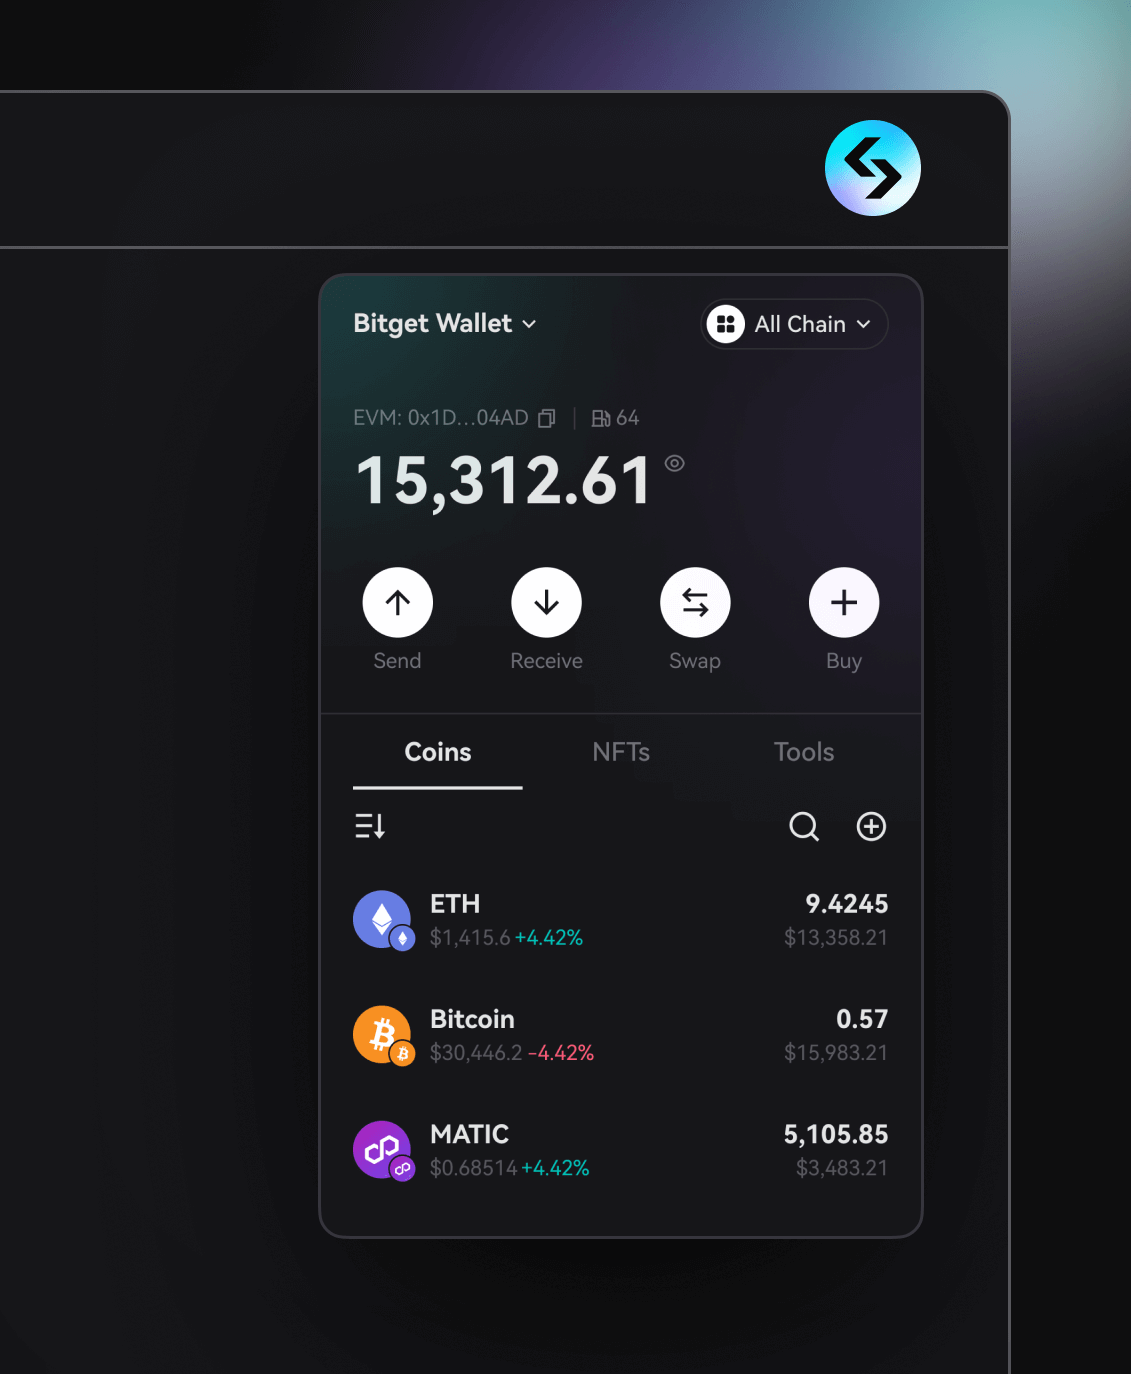 Bitget Wallet
All Chain
EVM: 0x1D...04AD
64
15,312.61
Send
Receive
Swap
Buy
Coins
NFTs
Tools
ETH
9.4245
$1,415.6 +4.42%
$13,358.21
Bitcoin
0.57
$30,446.2 -4.42%
$15,983.21
MATIC
5,105.85
$0.68514 +4.42%
$3,483.21